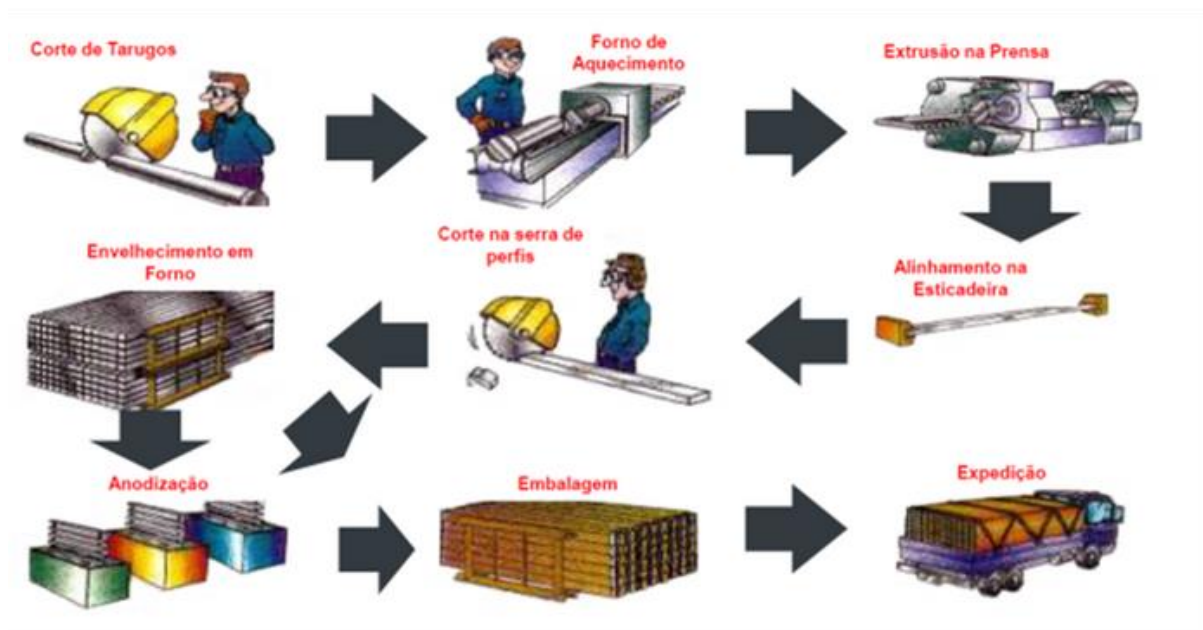 Corte de Tarugos
Forno de
Aquecimento
Extrusão na Prensa
Alinhamento na
Esticadeira
Corte na serra de
perfis
Envelhecimento em
Forno
Anodização
Embalagem
Expedição